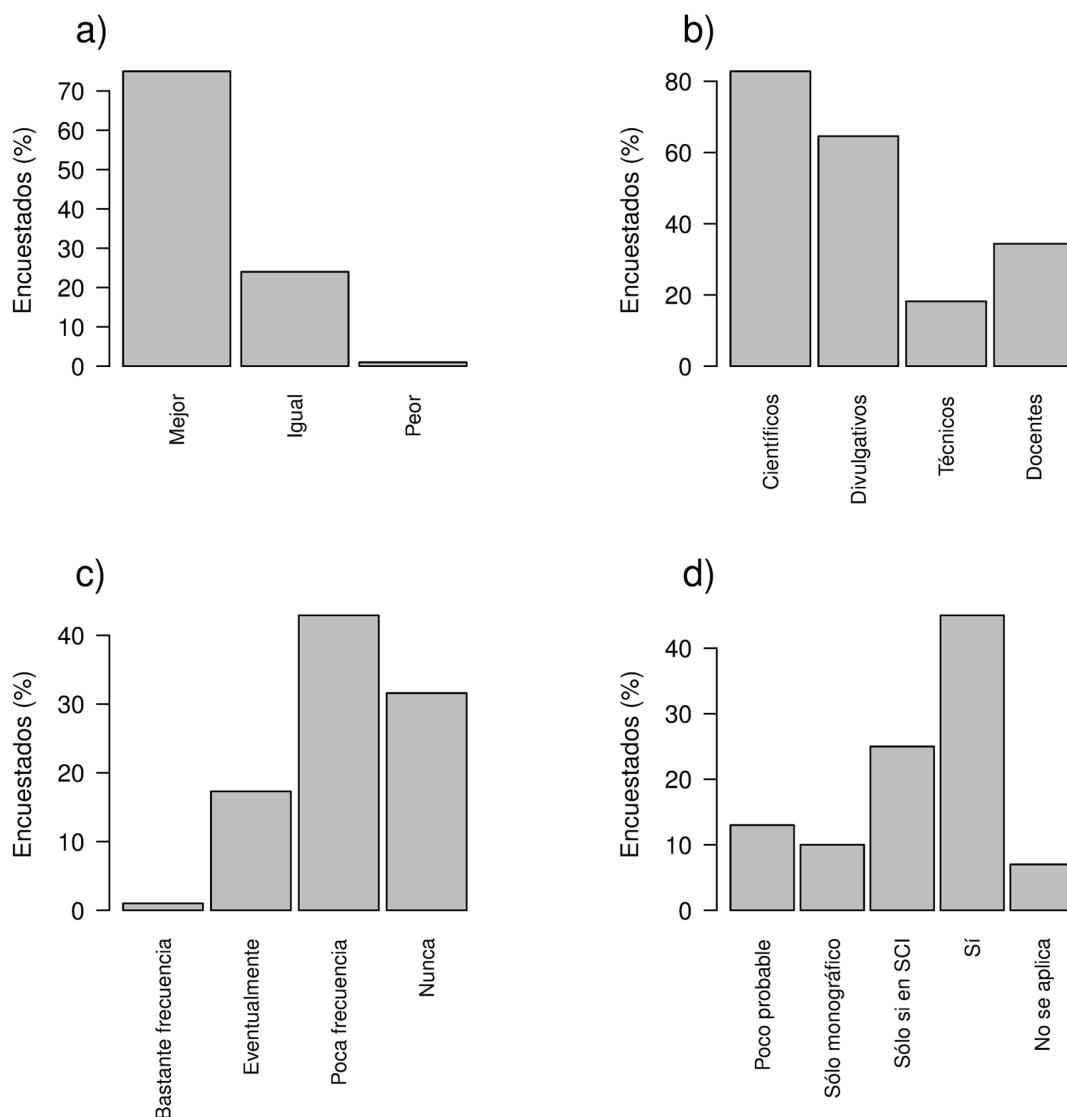 a)
Encuestados (%)
70
60
50
40
30
20
10
0
Mejor
Igual
Peor
b)
Encuestados (%)
80
60
40
20
0
Científicos
Divulgativos
Técnicos
Docentes
c)
Encuestados (%)
40
30
20
10
0
Bastante frecuencia
Eventualmente
Poca frecuencia
Nunca
d)
Encuestados (%)
40
30
20
10
0
Poco probable
Sólo monográfico
Sólo si en SCI
Sí
No se aplica